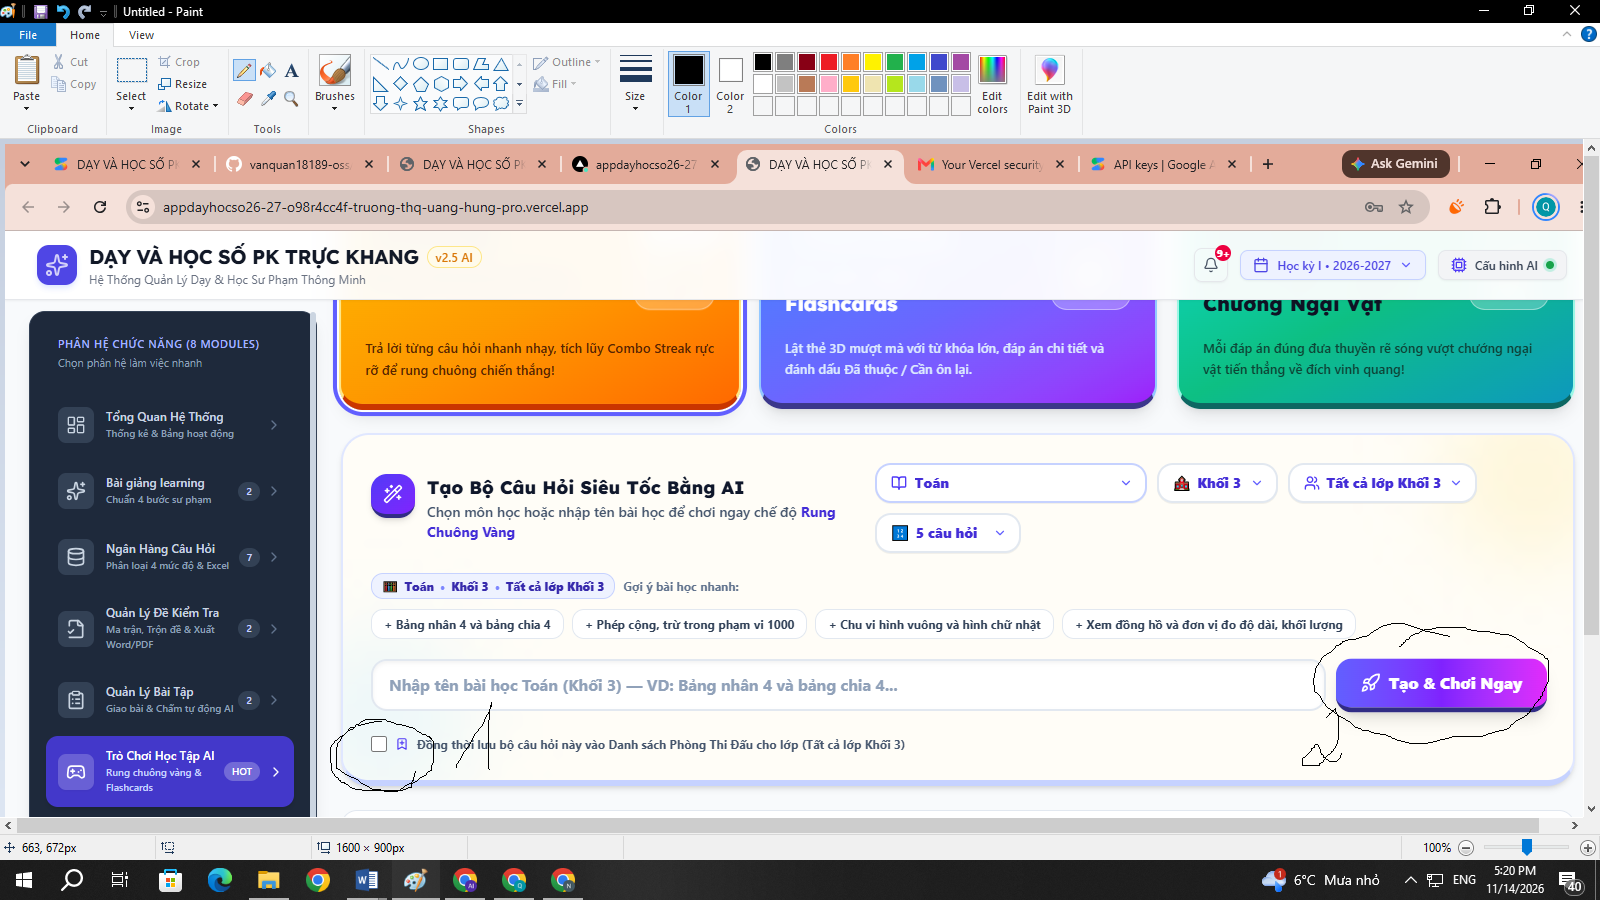 Untitled - Paint
File
Home
View
Paste
Cut
Copy
Clipboard
Select
Crop
Resize
Rotate
Image
Tools
Brushes
Shapes
Outline
Fill
Size
Color 1
Color 2
Edit colors
Colors
Edit with Paint 3D
DẠY VÀ HỌC SỐ P
vanquan18189-oss
DẠY VÀ HỌC SỐ P
appdayhocso26-27
DẠY VÀ HỌC SỐ P
Your Vercel security
API keys | Google A
Ask Gemini
appdayhocso26-27-o98r4cc4f-truong-thq-uang-hung-pro.vercel.app
Q
DẠY VÀ HỌC SỐ PK TRỰC KHANG
v2.5 AI
Hệ Thống Quản Lý Dạy & Học Sư Phạm Thông Minh
9+
Học kỳ I • 2026-2027
Cấu hình AI
PHÂN HỆ CHỨC NĂNG (8 MODULES)
Chọn phân hệ làm việc nhanh
Tổng Quan Hệ Thống
Thống kê & Bảng hoạt động
Bài giảng learning
Chuẩn 4 bước sư phạm
2
Ngân Hàng Câu Hỏi
Phân loại 4 mức độ & Excel
7
Quản Lý Đề Kiểm Tra
Ma trận, Trộn đề & Xuất
Word/PDF
2
Quản Lý Bài Tập
Giao bài & Chấm tự động AI
2
Trò Chơi Học Tập AI
Rung chuông vàng &
Flashcards
HOT
Trả lời từng câu hỏi nhanh nhạy, tích lũy Combo Streak rực
rỡ để rung chuông chiến thắng!
Flashcards
Lật thẻ 3D mượt mà với từ khóa lớn, đáp án chi tiết và
đánh dấu Đã thuộc / Cần ôn lại.
Chướng Ngại Vật
Mỗi đáp án đúng đưa thuyền rẽ sóng vượt chướng ngại
vật tiến thẳng về đích vinh quang!
Tạo Bộ Câu Hỏi Siêu Tốc Bằng AI
Chọn môn học hoặc nhập tên bài học để chơi ngay chế độ Rung
Chuông Vàng
Toán
Khối 3
Tất cả lớp Khối 3
5 câu hỏi
Toán • Khối 3 • Tất cả lớp Khối 3
Gợi ý bài học nhanh:
+ Bảng nhân 4 và bảng chia 4
+ Phép cộng, trừ trong phạm vi 1000
+ Chu vi hình vuông và hình chữ nhật
+ Xem đồng hồ và đơn vị đo độ dài, khối lượng
Nhập tên bài học Toán (Khối 3) — VD: Bảng nhân 4 và bảng chia 4...
Tạo & Chơi Ngay
Đồng thời lưu bộ câu hỏi này vào Danh sách Phòng Thi Đấu cho lớp (Tất cả lớp Khối 3)
663, 672px
1600 × 900px
100%
1
6°C Mưa nhỏ
ENG
5:20 PM
11/14/2026
40